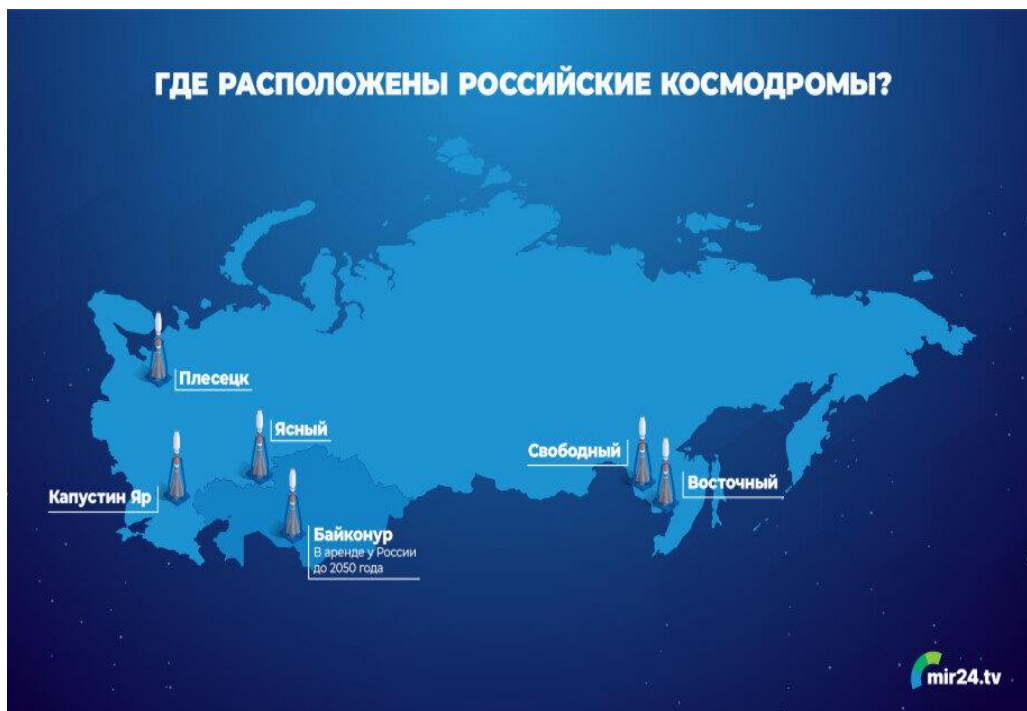 ГДЕ РАСПОЛОЖЕНЫ РОССИЙСКИЕ КОСМОДРОМЫ?
Плесецк
Ясный
Свободный
Восточный
Капустин Яр
Байконур
В аренде у России
до 2050 года
mir24.tv